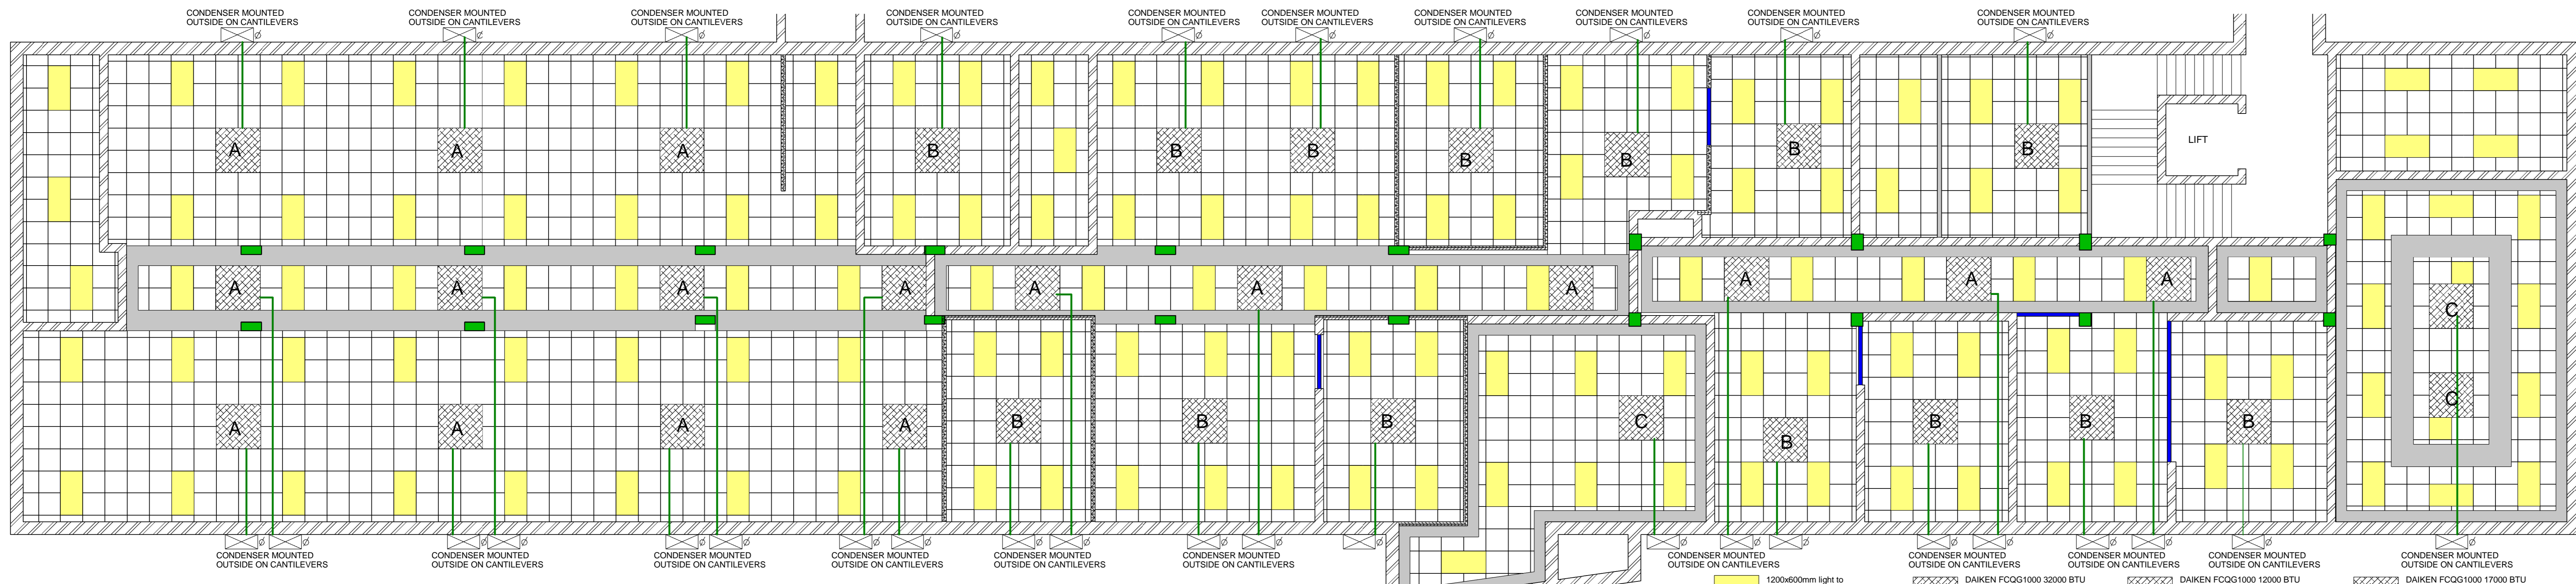 CONDENSER MOUNTED
OUTSIDE ON CANTILEVERS
CONDENSER MOUNTED
OUTSIDE ON CANTILEVERS
CONDENSER MOUNTED
OUTSIDE ON CANTILEVERS
CONDENSER MOUNTED
OUTSIDE ON CANTILEVERS
CONDENSER MOUNTED
OUTSIDE ON CANTILEVERS
CONDENSER MOUNTED
OUTSIDE ON CANTILEVERS
CONDENSER MOUNTED
OUTSIDE ON CANTILEVERS
CONDENSER MOUNTED
OUTSIDE ON CANTILEVERS
CONDENSER MOUNTED
OUTSIDE ON CANTILEVERS
CONDENSER MOUNTED
OUTSIDE ON CANTILEVERS
A
A
A
B
B
B
B
B
B
B
LIFT
A
A
A
A
A
A
A
A
A
A
C
C
A
A
A
A
B
B
B
C
B
B
B
B
CONDENSER MOUNTED
OUTSIDE ON CANTILEVERS
CONDENSER MOUNTED
OUTSIDE ON CANTILEVERS
CONDENSER MOUNTED
OUTSIDE ON CANTILEVERS
CONDENSER MOUNTED
OUTSIDE ON CANTILEVERS
CONDENSER MOUNTED
OUTSIDE ON CANTILEVERS
CONDENSER MOUNTED
OUTSIDE ON CANTILEVERS
CONDENSER MOUNTED
OUTSIDE ON CANTILEVERS
CONDENSER MOUNTED
OUTSIDE ON CANTILEVERS
CONDENSER MOUNTED
OUTSIDE ON CANTILEVERS
CONDENSER MOUNTED
OUTSIDE ON CANTILEVERS
CONDENSER MOUNTED
OUTSIDE ON CANTILEVERS
1200x600mm light to
DAIKEN FCQG1000 32000 BTU
DAIKEN FCQG1000 12000 BTU
DAIKEN FCQG1000 17000 BTU